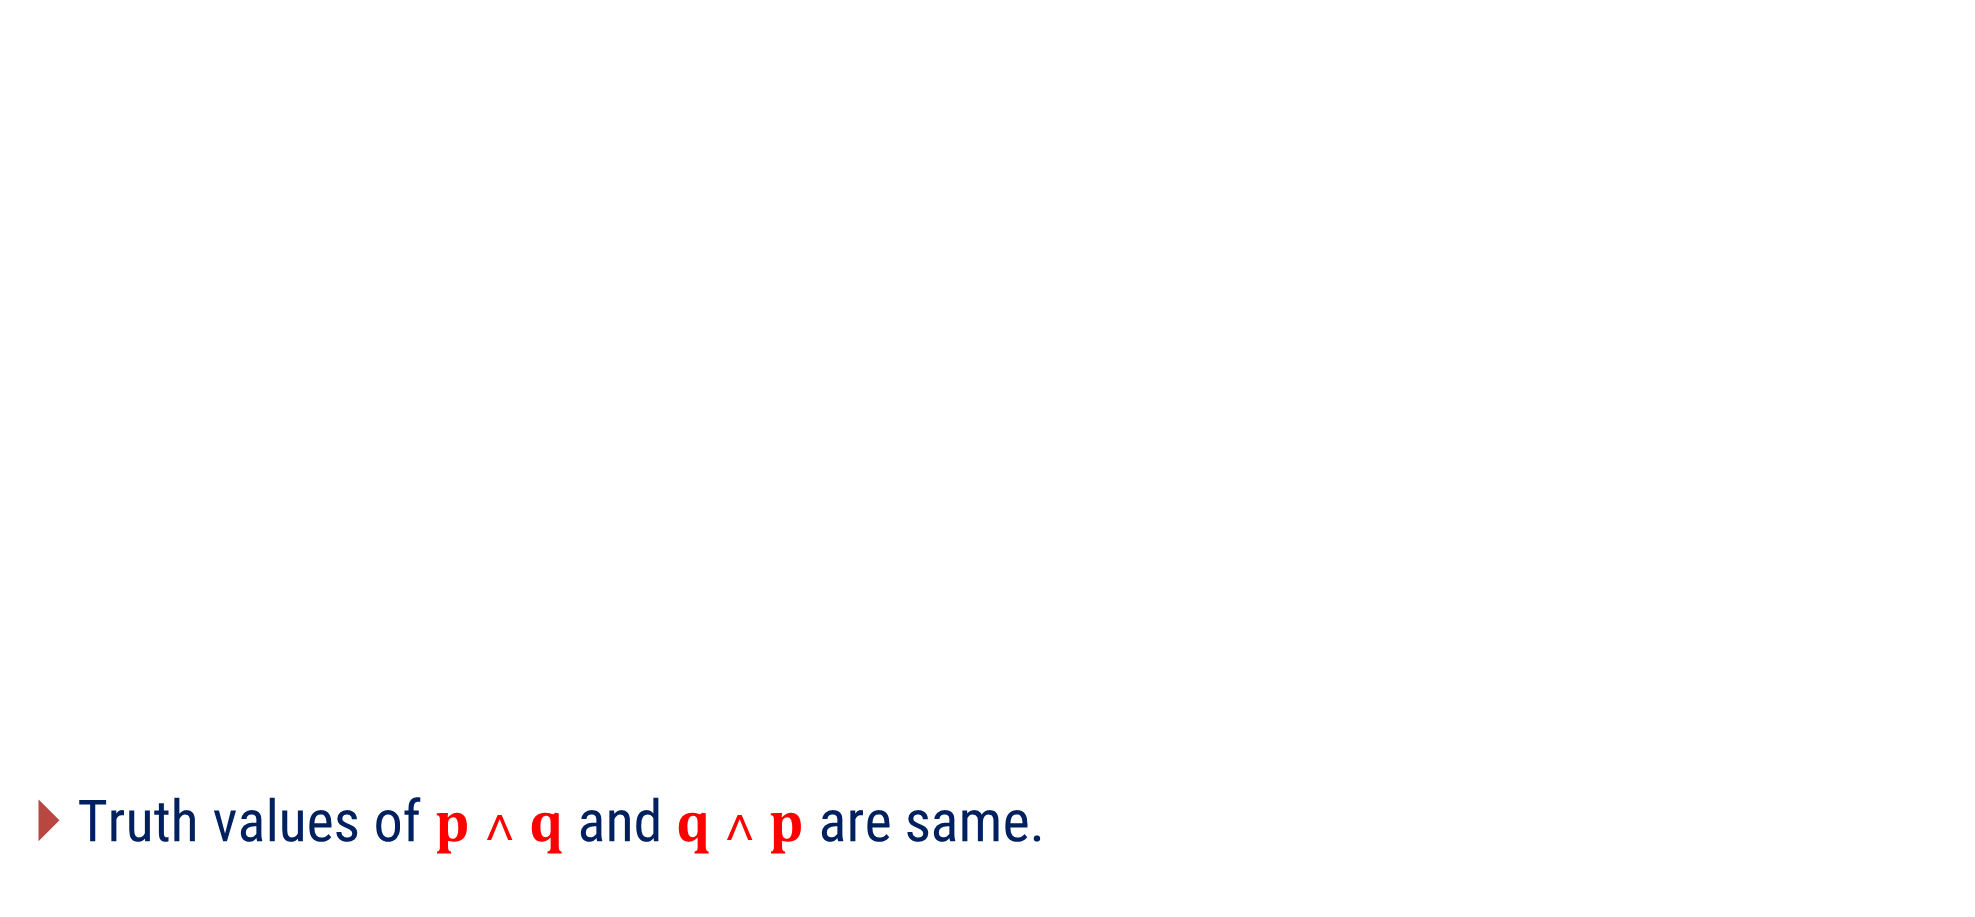 Truth values of p ∧ q and q ∧ p are same.